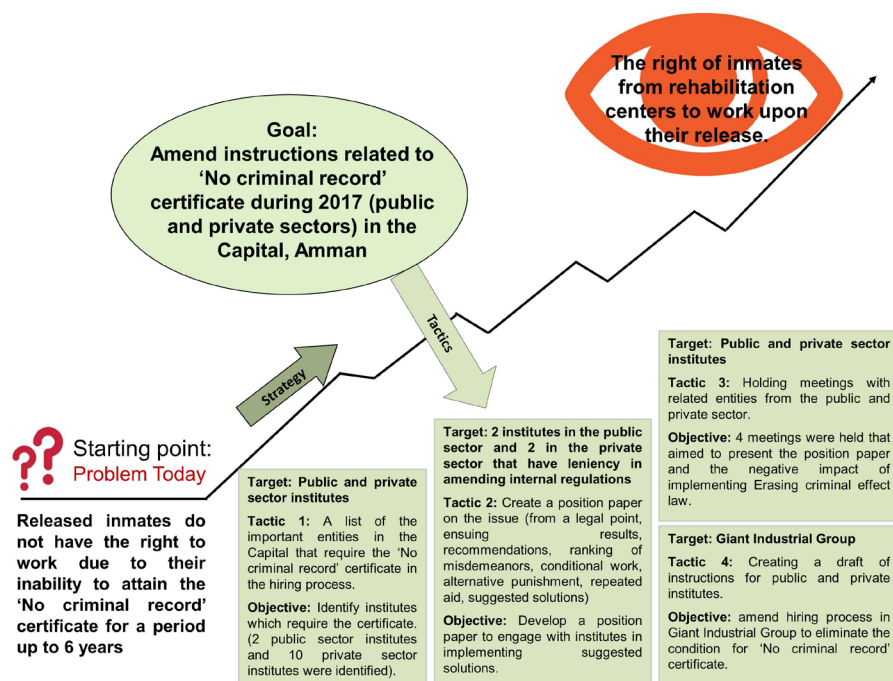 The right of inmates
from rehabilitation
centers to work upon
their release.
Goal:
Amend instructions related to
‘No criminal record’
certificate during 2017 (public
and private sectors) in the
Capital, Amman
Tactics
Strategy
?? Starting point:
Problem Today
Released inmates do
not have the right to
work due to their
inability to attain the
‘No criminal record’
certificate for a period
up to 6 years
Target: Public and private
sector institutes
Tactic 1: A list of the
important entities in the
Capital that require the ‘No
criminal record’ certificate in
the hiring process.
Objective: Identify institutes
which require the certificate.
(2 public sector institutes
and 10 private sector
institutes were identified).
Target: 2 institutes in the public
sector and 2 in the private
sector that have leniency in
amending internal regulations
Tactic 2: Create a position paper
on the issue (from a legal point,
ensuing results,
recommendations, ranking of
misdemeanors, conditional work,
alternative punishment, repeated
aid, suggested solutions)
Objective: Develop a position
paper to engage with institutes in
implementing suggested
solutions.
Target: Public and private sector
institutes
Tactic 3: Holding meetings with
related entities from the public and
private sector.
Objective: 4 meetings were held that
aimed to present the position paper
and the negative impact of
implementing Erasing criminal effect
law.
Target: Giant Industrial Group
Tactic 4: Creating a draft of
instructions for public and private
institutes.
Objective: amend hiring process in
Giant Industrial Group to eliminate the
condition for ‘No criminal record’
certificate.